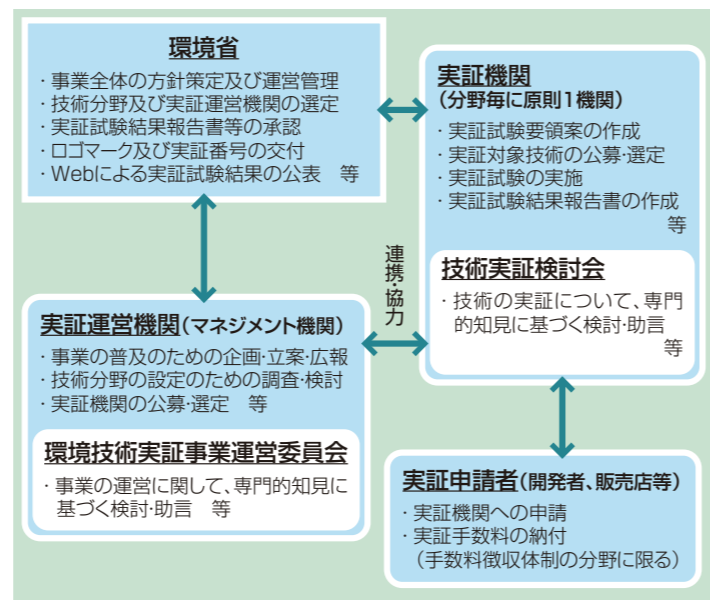 環境省
・事業全体の方針策定及び運営管理
・技術分野及び実証運営機関の選定
・実証試験結果報告書等の承認
・ロゴマーク及び実証番号の交付
・Webによる実証試験結果の公表　等
実証機関
(分野毎に原則1機関)
・実証試験要領案の作成
・実証対象技術の公募・選定
・実証試験の実施
・実証試験結果報告書の作成
等
技術実証検討会
・技術の実証について、専門
的知見に基づく検討・助言
等
連携・協力
実証運営機関(マネジメント機関)
・事業の普及のための企画・立案・広報
・技術分野の設定のための調査・検討
・実証機関の公募・選定　等
環境技術実証事業運営委員会
・事業の運営に関して、専門的知見に
基づく検討・助言　等
実証申請者(開発者、販売店等)
・実証機関への申請
・実証手数料の納付
(手数料徴収体制の分野に限る)